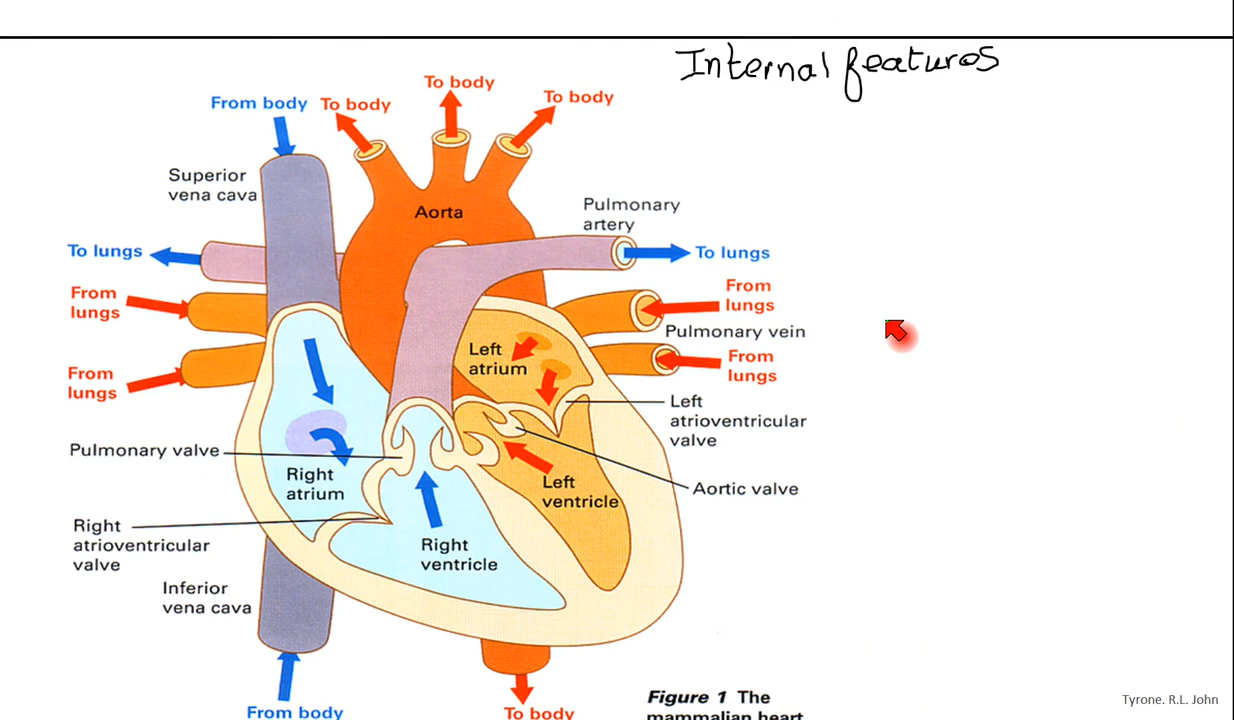 Internal features
To body
From body
To body
To body
Superior
vena cava
Aorta
Pulmonary
artery
To lungs
To lungs
From
lungs
From
lungs
Pulmonary vein
Left
atrium
From
lungs
From
lungs
Left
atrioventricular
valve
Pulmonary valve
Right
atrium
Left
ventricle
Aortic valve
Right
atrioventricular
valve
Right
ventricle
Inferior
vena cava
From body
To body
Figure 1 The
mammalian heart
Tyrone. R.L. John